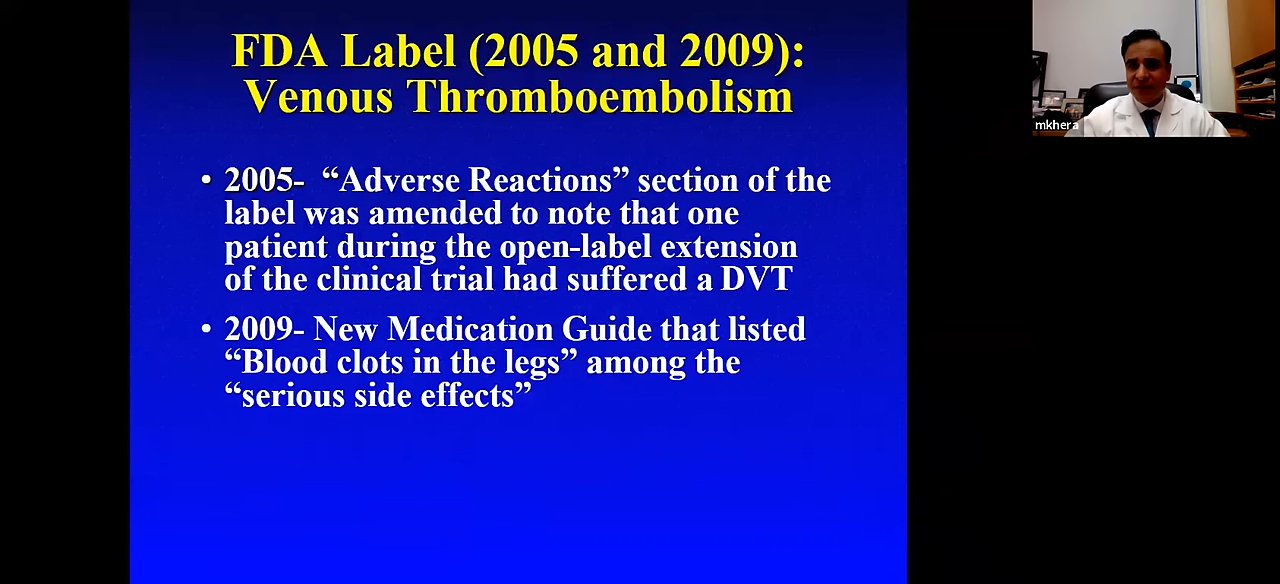 FDA Label (2005 and 2009):
Venous Thromboembolism
• 2005- “Adverse Reactions” section of the
label was amended to note that one
patient during the open-label extension
of the clinical trial had suffered a DVT
• 2009- New Medication Guide that listed
“Blood clots in the legs” among the
“serious side effects”
mkhera